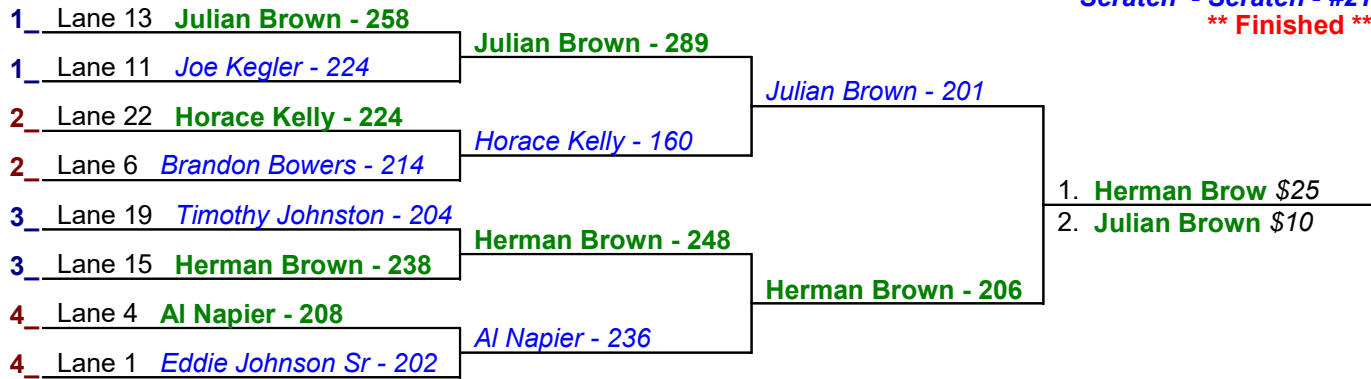 Scratch - Scratch - #21
** Finished **
1_ Lane 13 Julian Brown - 258
1_ Lane 11 Joe Kegler - 224
2_ Lane 22 Horace Kelly - 224
2_ Lane 6 Brandon Bowers - 214
3_ Lane 19 Timothy Johnston - 204
3_ Lane 15 Herman Brown - 238
4_ Lane 4 Al Napier - 208
4_ Lane 1 Eddie Johnson Sr - 202
Julian Brown - 289
Horace Kelly - 160
Herman Brown - 248
Al Napier - 236
Julian Brown - 201
Herman Brown - 206
1. Herman Brow $25
2. Julian Brown $10